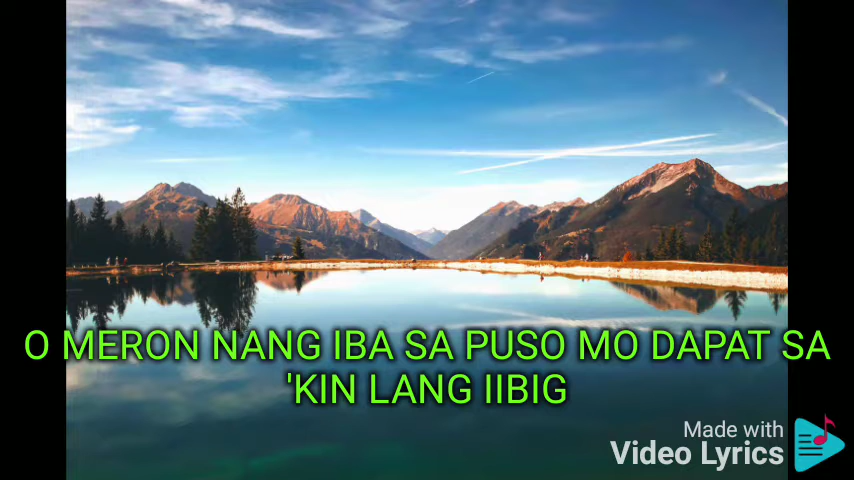 O MERON NANG IBA SA PUSO MO DAPAT SA
'KIN LANG IIBIG
Made with
Video Lyrics